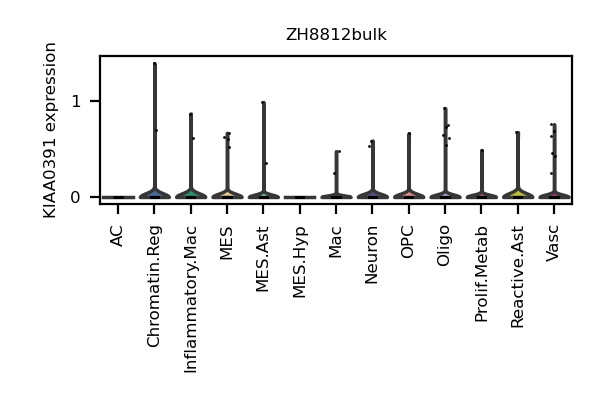 ZH8812bulk
KIAA0391 expression
1
0
AC
Chromatin.Reg
Inflammatory.Mac
MES
MES.Ast
MES.Hyp
Mac
Neuron
OPC
Oligo
Prolif.Metab
Reactive.Ast
Vasc